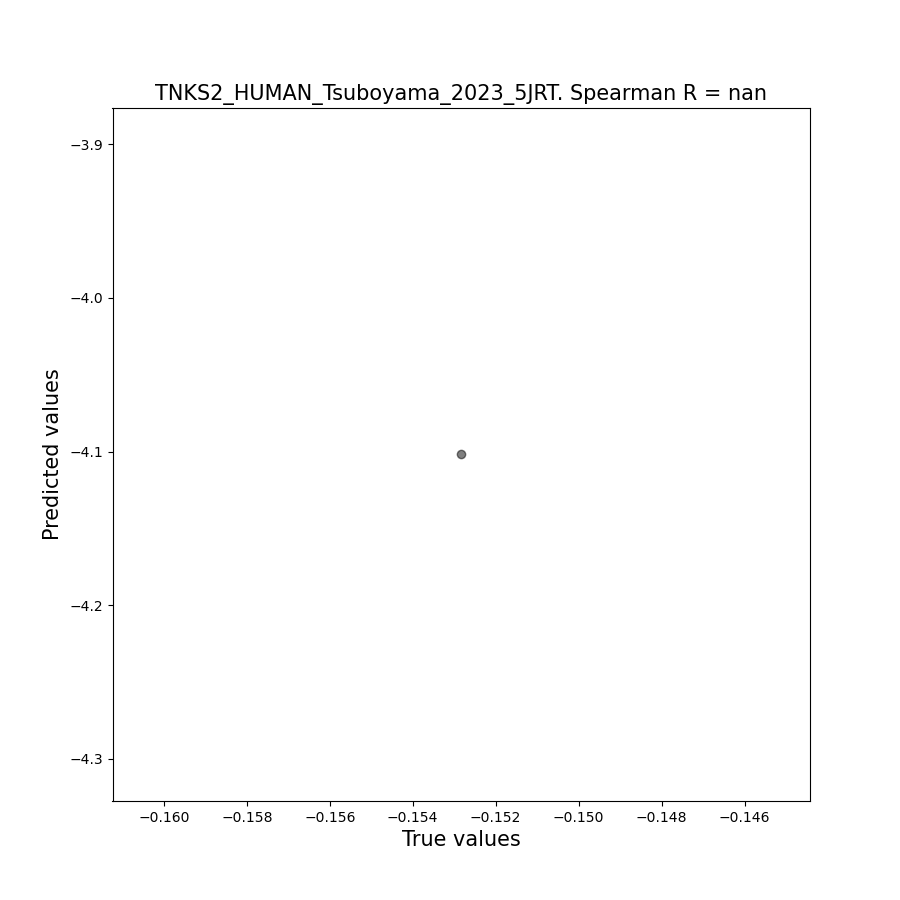 TNKS2_HUMAN_Tsuboyama_2023_5JRT. Spearman R = nan
−3.9
−4.0
−4.1
−4.2
−4.3
Predicted values
−0.160 −0.158 −0.156 −0.154 −0.152 −0.150 −0.148 −0.146
True values